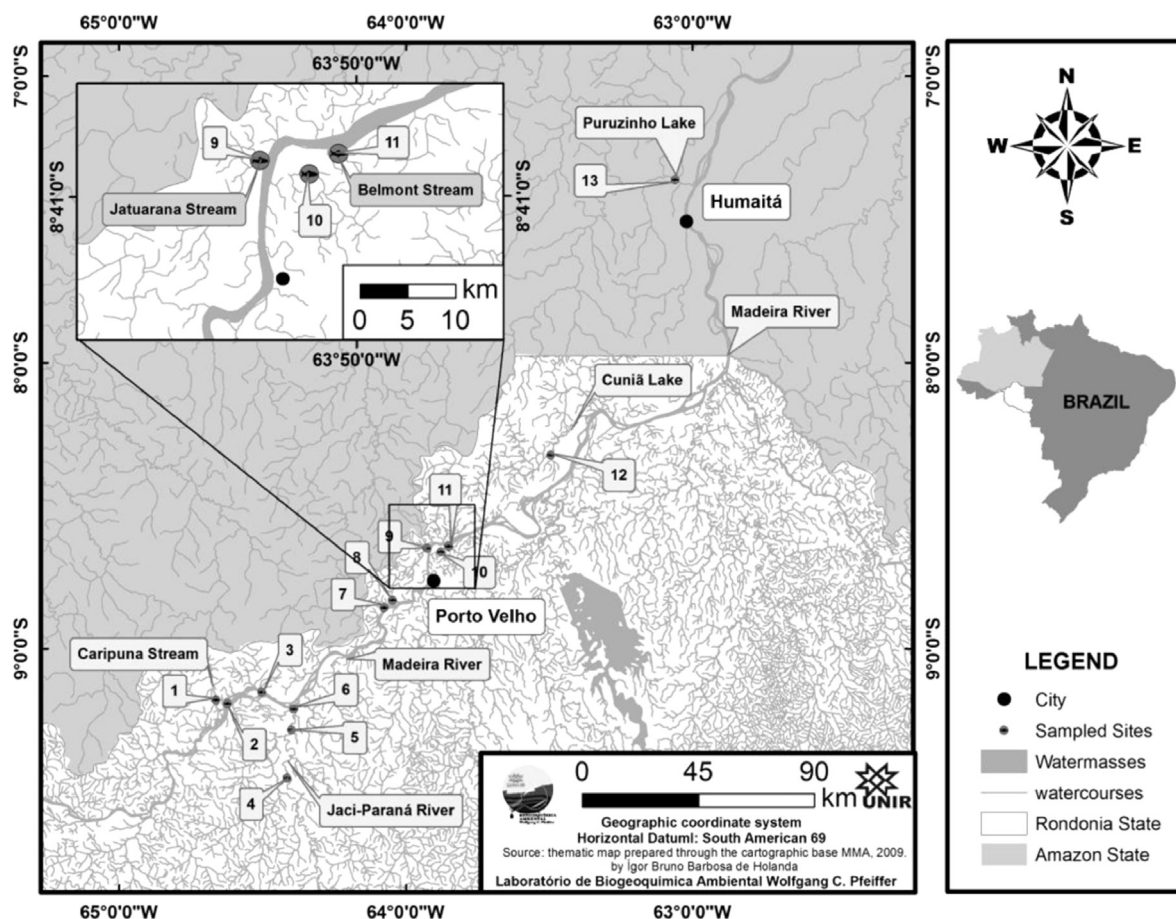 65°0'0"W
64°0'0"W
63°0'0"W
7°0'0"S
8°0'0"S
9°0'0"S
63°50'0"W
8°41'0"S
9
11
Jatuarana Stream
Belmont Stream
10
km
0 5 10
63°50'0"W
8°41'0"S
Puruzinho Lake
13
Humaitá
Madeira River
Cuniã Lake
12
11
9
10
8
7
Porto Velho
Caripuna Stream
3
Madeira River
1
6
2
5
4
Jaci-Paraná River
0 45 90
km
UNIR
Geographic coordinate system
Horizontal Datuml: South American 69
Source: thematic map prepared through the cartographic base MMA, 2009.
by Ígor Bruno Barbosa de Holanda
Laboratório de Biogeoquimica Ambiental Wolfgang C. Pfeiffer
7°0'0"S
8°0'0"S
9°0'0"S
65°0'0"W
64°0'0"W
63°0'0"W
N
W
E
S
BRAZIL
LEGEND
City
Sampled Sites
Watermasses
watercourses
Rondonia State
Amazon State